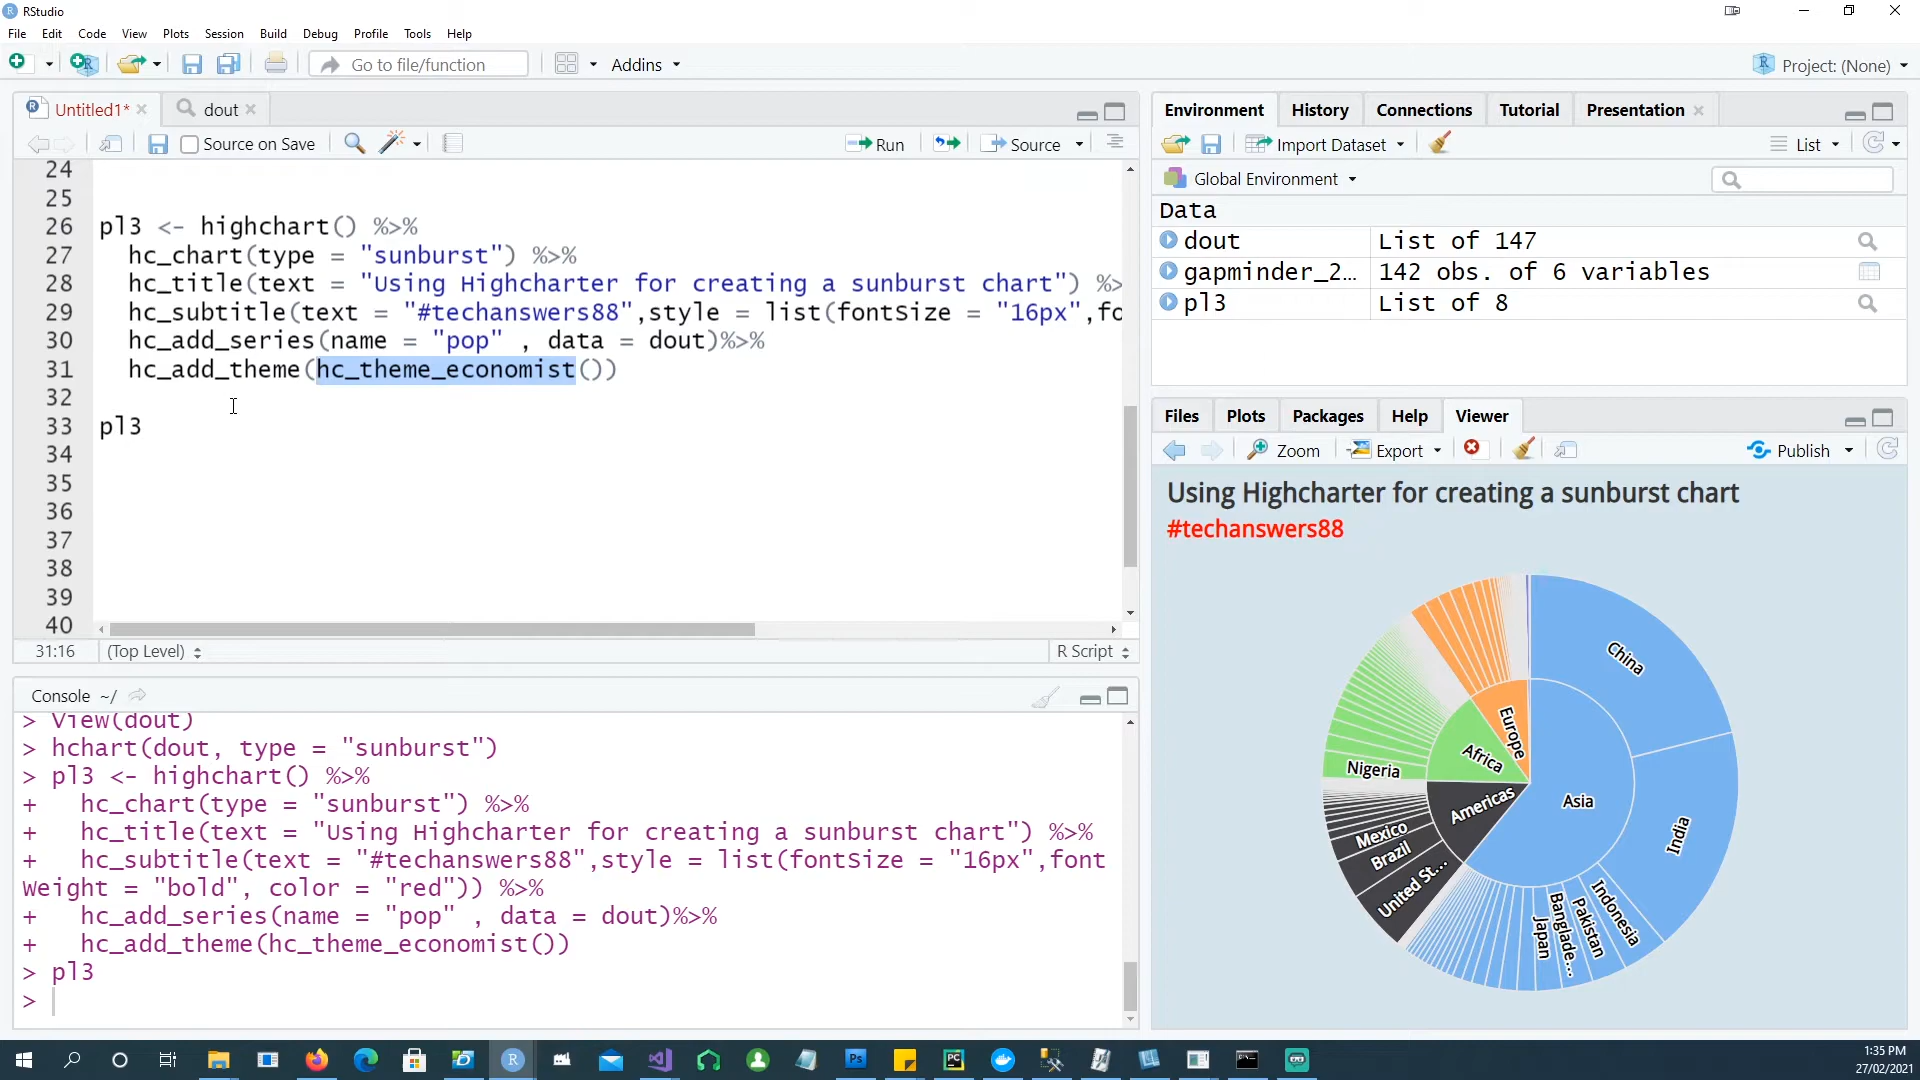 RStudio
File Edit Code View Plots Session Build Debug Profile Tools Help
Go to file/function Addins Project: (None)
Untitled1* dout
Source on Save Run Source
24
25
26 pl3 <- highchart() %>%
27 hc_chart(type = "sunburst") %>%
28 hc_title(text = "Using Highcharter for creating a sunburst chart") %>
29 hc_subtitle(text = "#techanswers88",style = list(fontSize = "16px",fo
30 hc_add_series(name = "pop" , data = dout)%>%
31 hc_add_theme(hc_theme_economist())
32
33 pl3
34
35
36
37
38
39
40
31:16 (Top Level) R Script
Console ~/
> View(dout)
> hchart(dout, type = "sunburst")
> pl3 <- highchart() %>%
+ hc_chart(type = "sunburst") %>%
+ hc_title(text = "Using Highcharter for creating a sunburst chart") %>%
+ hc_subtitle(text = "#techanswers88",style = list(fontSize = "16px",font
Weight = "bold", color = "red")) %>%
+ hc_add_series(name = "pop" , data = dout)%>%
+ hc_add_theme(hc_theme_economist())
> pl3
>
Environment History Connections Tutorial Presentation
Import Dataset List
Global Environment
Data
dout List of 147
gapminder_2... 142 obs. of 6 variables
pl3 List of 8
Files Plots Packages Help Viewer
Zoom Export Publish
Using Highcharter for creating a sunburst chart
#techanswers88
China
India
Indonesia
Pakistan
Banglade...
Japan
Asia
Europe
Africa
Americas
Nigeria
Mexico
Brazil
United St...
1:35 PM
27/02/2021